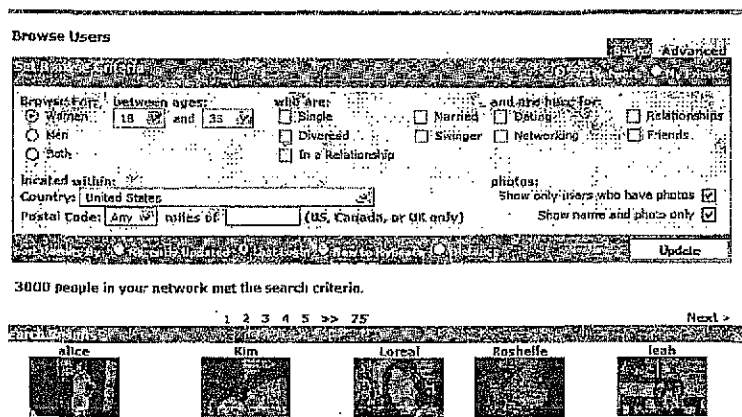 Browse Users
Advanced
Browse For: between ages: who are: and are here for:
Women 18 and 35 Single Married Dating Relationships
Men Divorced Swinger Networking Friends
Both In a Relationship
located within: photos:
Country: United States Show only users who have photos
Postal Code: Any miles of (US, Canada, or UK only) Show name and photo only
Update
3000 people in your network met the search criteria.
1 2 3 4 5 >> 75 Next >
alice Kim Loreal leah